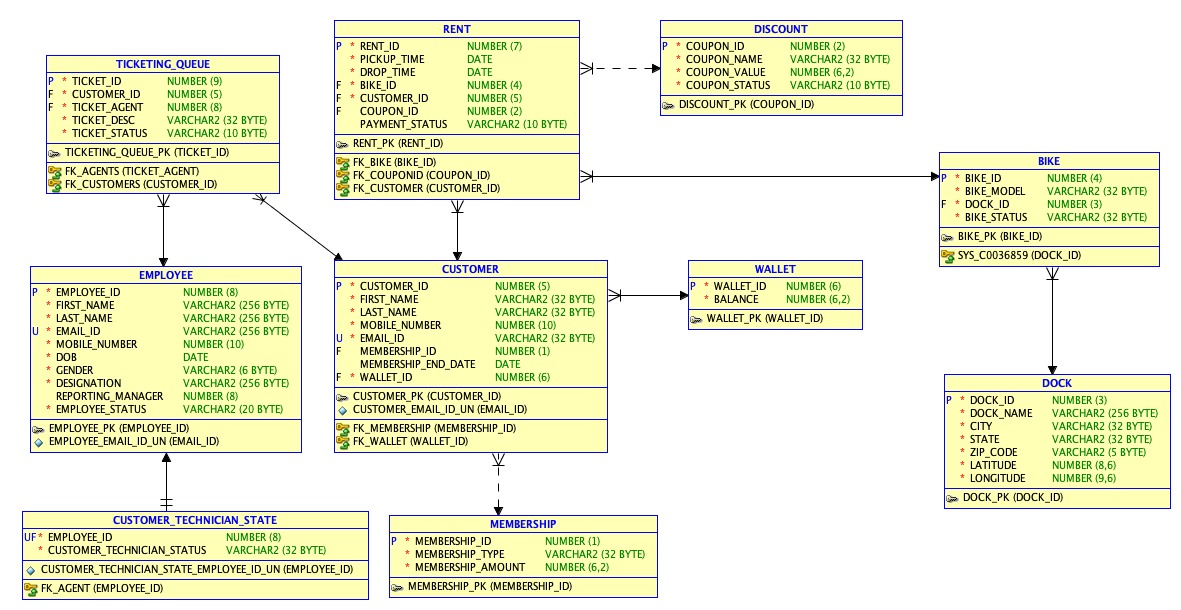 RENT
P * RENT_ID NUMBER (7)
* PICKUP_TIME DATE
* DROP_TIME DATE
F * BIKE_ID NUMBER (4)
F * CUSTOMER_ID NUMBER (5)
F COUPON_ID NUMBER (2)
PAYMENT_STATUS VARCHAR2 (10 BYTE)
RENT_PK (RENT_ID)
FK_BIKE (BIKE_ID)
FK_COUPONID (COUPON_ID)
FK_CUSTOMER (CUSTOMER_ID)
DISCOUNT
P * COUPON_ID NUMBER (2)
* COUPON_NAME VARCHAR2 (32 BYTE)
* COUPON_VALUE NUMBER (6,2)
* COUPON_STATUS VARCHAR2 (10 BYTE)
DISCOUNT_PK (COUPON_ID)
TICKETING_QUEUE
P * TICKET_ID NUMBER (9)
F * CUSTOMER_ID NUMBER (5)
F * TICKET_AGENT NUMBER (8)
* TICKET_DESC VARCHAR2 (32 BYTE)
* TICKET_STATUS VARCHAR2 (10 BYTE)
TICKETING_QUEUE_PK (TICKET_ID)
FK_AGENTS (TICKET_AGENT)
FK_CUSTOMERS (CUSTOMER_ID)
BIKE
P * BIKE_ID NUMBER (4)
* BIKE_MODEL VARCHAR2 (32 BYTE)
F * DOCK_ID NUMBER (3)
* BIKE_STATUS VARCHAR2 (32 BYTE)
BIKE_PK (BIKE_ID)
SYS_C0036859 (DOCK_ID)
EMPLOYEE
P * EMPLOYEE_ID NUMBER (8)
* FIRST_NAME VARCHAR2 (256 BYTE)
* LAST_NAME VARCHAR2 (256 BYTE)
U * EMAIL_ID VARCHAR2 (256 BYTE)
* MOBILE_NUMBER NUMBER (10)
* DOB DATE
* GENDER VARCHAR2 (6 BYTE)
* DESIGNATION VARCHAR2 (256 BYTE)
REPORTING_MANAGER NUMBER (8)
* EMPLOYEE_STATUS VARCHAR2 (20 BYTE)
EMPLOYEE_PK (EMPLOYEE_ID)
EMPLOYEE_EMAIL_ID_UN (EMAIL_ID)
CUSTOMER
P * CUSTOMER_ID NUMBER (5)
* FIRST_NAME VARCHAR2 (32 BYTE)
* LAST_NAME VARCHAR2 (32 BYTE)
* MOBILE_NUMBER NUMBER (10)
U * EMAIL_ID VARCHAR2 (32 BYTE)
F MEMBERSHIP_ID NUMBER (1)
MEMBERSHIP_END_DATE DATE
F * WALLET_ID NUMBER (6)
CUSTOMER_PK (CUSTOMER_ID)
CUSTOMER_EMAIL_ID_UN (EMAIL_ID)
FK_MEMBERSHIP (MEMBERSHIP_ID)
FK_WALLET (WALLET_ID)
WALLET
P * WALLET_ID NUMBER (6)
* BALANCE NUMBER (6,2)
WALLET_PK (WALLET_ID)
DOCK
P * DOCK_ID NUMBER (3)
* DOCK_NAME VARCHAR2 (256 BYTE)
* CITY VARCHAR2 (32 BYTE)
* STATE VARCHAR2 (32 BYTE)
* ZIP_CODE VARCHAR2 (5 BYTE)
* LATITUDE NUMBER (8,6)
* LONGITUDE NUMBER (9,6)
DOCK_PK (DOCK_ID)
CUSTOMER_TECHNICIAN_STATE
UF * EMPLOYEE_ID NUMBER (8)
* CUSTOMER_TECHNICIAN_STATUS VARCHAR2 (32 BYTE)
CUSTOMER_TECHNICIAN_STATE_EMPLOYEE_ID_UN (EMPLOYEE_ID)
FK_AGENT (EMPLOYEE_ID)
MEMBERSHIP
P * MEMBERSHIP_ID NUMBER (1)
* MEMBERSHIP_TYPE VARCHAR2 (32 BYTE)
* MEMBERSHIP_AMOUNT NUMBER (6,2)
MEMBERSHIP_PK (MEMBERSHIP_ID)